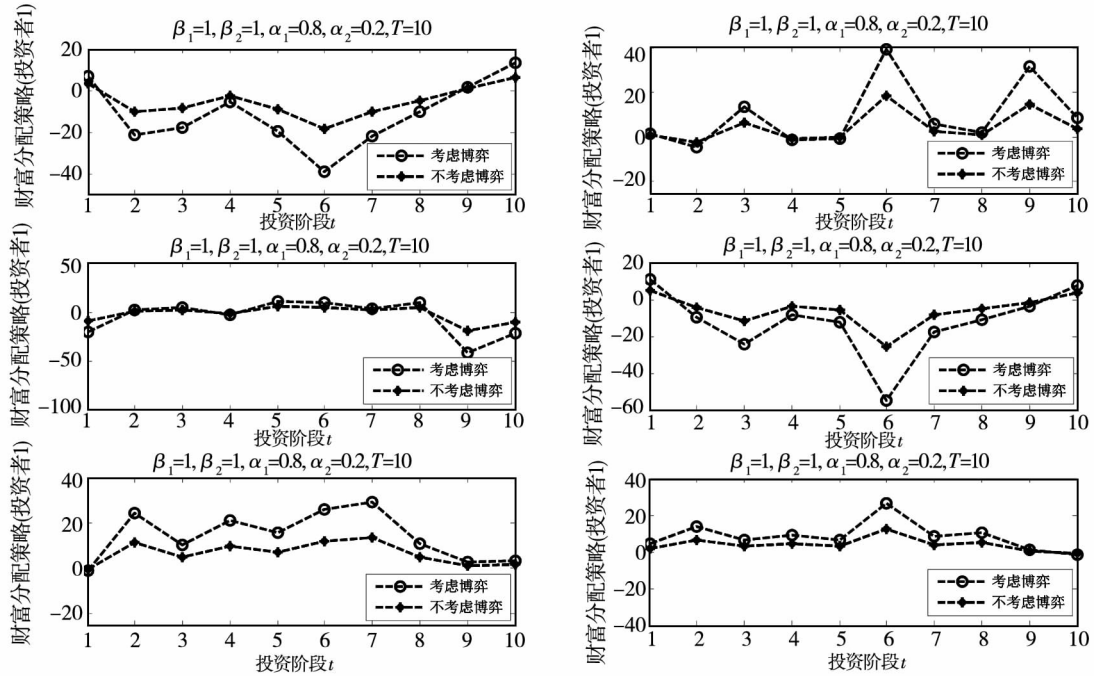 β₁=1, β₂=1, α₁=0.8, α₂=0.2,T=10
财富分配策略(投资者1)
20
0
−20
−40
考虑博弈
不考虑博弈
1 2 3 4 5 6 7 8 9 10
投资阶段t
β₁=1, β₂=1, α₁=0.8, α₂=0.2,T=10
财富分配策略(投资者1)
40
20
0
−20
考虑博弈
不考虑博弈
1 2 3 4 5 6 7 8 9 10
投资阶段t
β₁=1, β₂=1, α₁=0.8, α₂=0.2,T=10
财富分配策略(投资者1)
50
0
−50
−100
考虑博弈
不考虑博弈
1 2 3 4 5 6 7 8 9 10
投资阶段t
β₁=1, β₂=1, α₁=0.8, α₂=0.2,T=10
财富分配策略(投资者1)
20
0
−20
−40
−60
考虑博弈
不考虑博弈
1 2 3 4 5 6 7 8 9 10
投资阶段t
β₁=1, β₂=1, α₁=0.8, α₂=0.2,T=10
财富分配策略(投资者1)
40
20
0
−20
考虑博弈
不考虑博弈
1 2 3 4 5 6 7 8 9 10
投资阶段t
β₁=1, β₂=1, α₁=0.8, α₂=0.2,T=10
财富分配策略(投资者1)
40
20
0
−20
−40
考虑博弈
不考虑博弈
1 2 3 4 5 6 7 8 9 10
投资阶段t